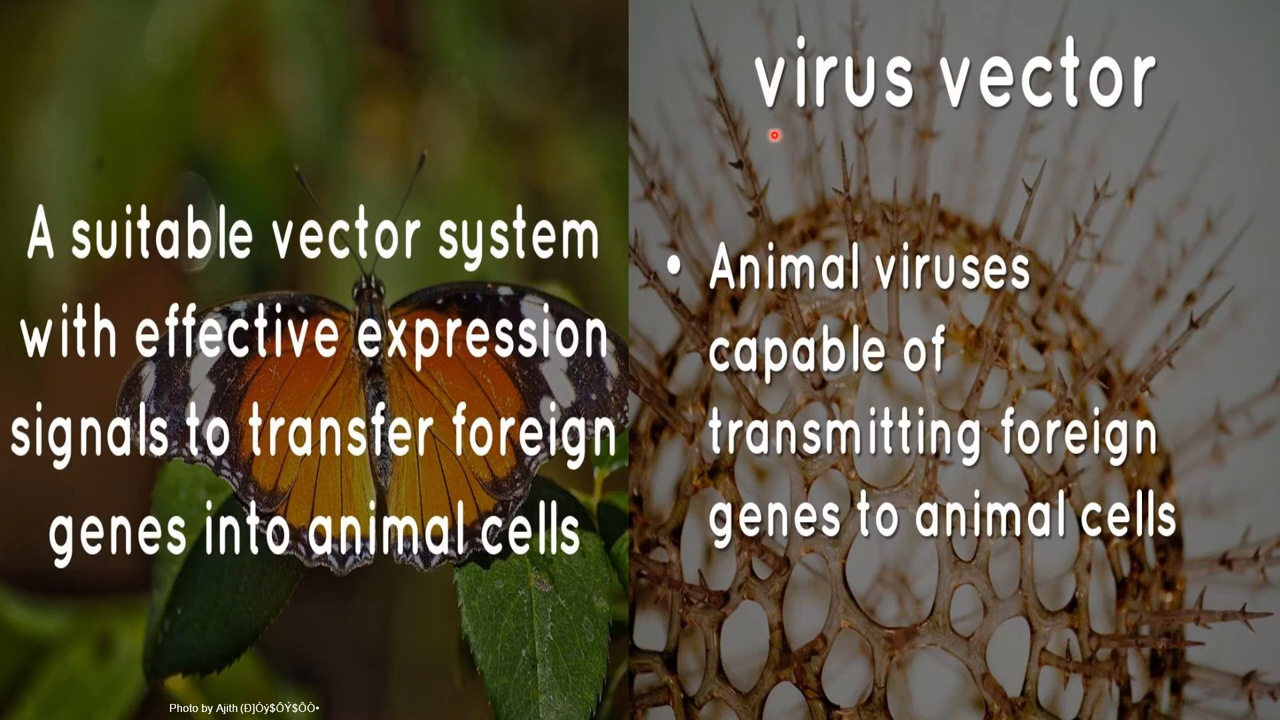 A suitable vector system
with effective expression
signals to transfer foreign
genes into animal cells
Photo by Ajith
virus vector
• Animal viruses
capable of
transmitting foreign
genes to animal cells